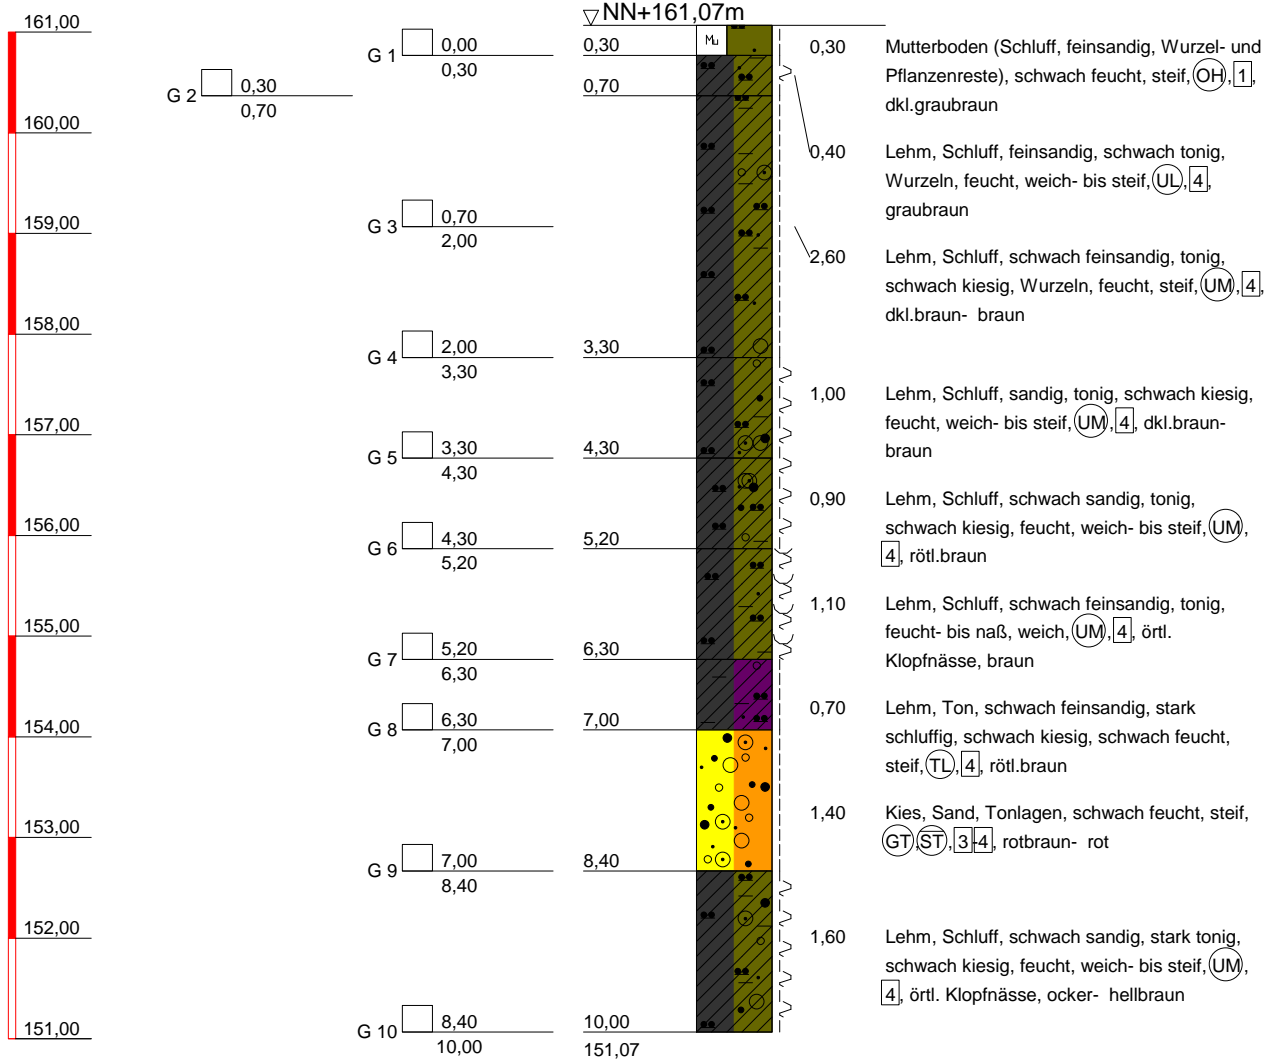 NN+161,07m
161,00
160,00
159,00
158,00
157,00
156,00
155,00
154,00
153,00
152,00
151,00
G 1 0,00
0,30
G 2 0,30
0,70
G 3 0,70
2,00
G 4 2,00
3,30
G 5 3,30
4,30
G 6 4,30
5,20
G 7 5,20
6,30
G 8 6,30
7,00
G 9 7,00
8,40
G 10 8,40
10,00
0,30
0,70
3,30
4,30
5,20
6,30
7,00
8,40
10,00
151,07
Mu
0,30 Mutterboden (Schluff, feinsandig, Wurzel- und
Pflanzenreste), schwach feucht, steif, OH, 1,
dkl.graubraun
0,40 Lehm, Schluff, feinsandig, schwach tonig,
Wurzeln, feucht, weich- bis steif, UL, 4,
graubraun
2,60 Lehm, Schluff, schwach feinsandig, tonig,
schwach kiesig, Wurzeln, feucht, steif, UM, 4,
dkl.braun- braun
1,00 Lehm, Schluff, sandig, tonig, schwach kiesig,
feucht, weich- bis steif, UM, 4, dkl.braun-
braun
0,90 Lehm, Schluff, schwach sandig, tonig,
schwach kiesig, feucht, weich- bis steif, UM,
4, rötl.braun
1,10 Lehm, Schluff, schwach feinsandig, tonig,
feucht- bis naß, weich, UM, 4, örtl.
Klopfnässe, braun
0,70 Lehm, Ton, schwach feinsandig, stark
schluffig, schwach kiesig, schwach feucht,
steif, TL, 4, rötl.braun
1,40 Kies, Sand, Tonlagen, schwach feucht, steif,
GT, S̅T̅, 3-4, rotbraun- rot
1,60 Lehm, Schluff, schwach sandig, stark tonig,
schwach kiesig, feucht, weich- bis steif, UM,
4, örtl. Klopfnässe, ocker- hellbraun